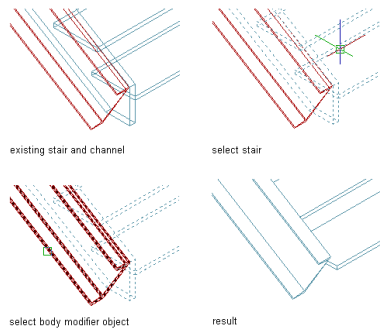 existing stair and channel
select stair
select body modifier object
result